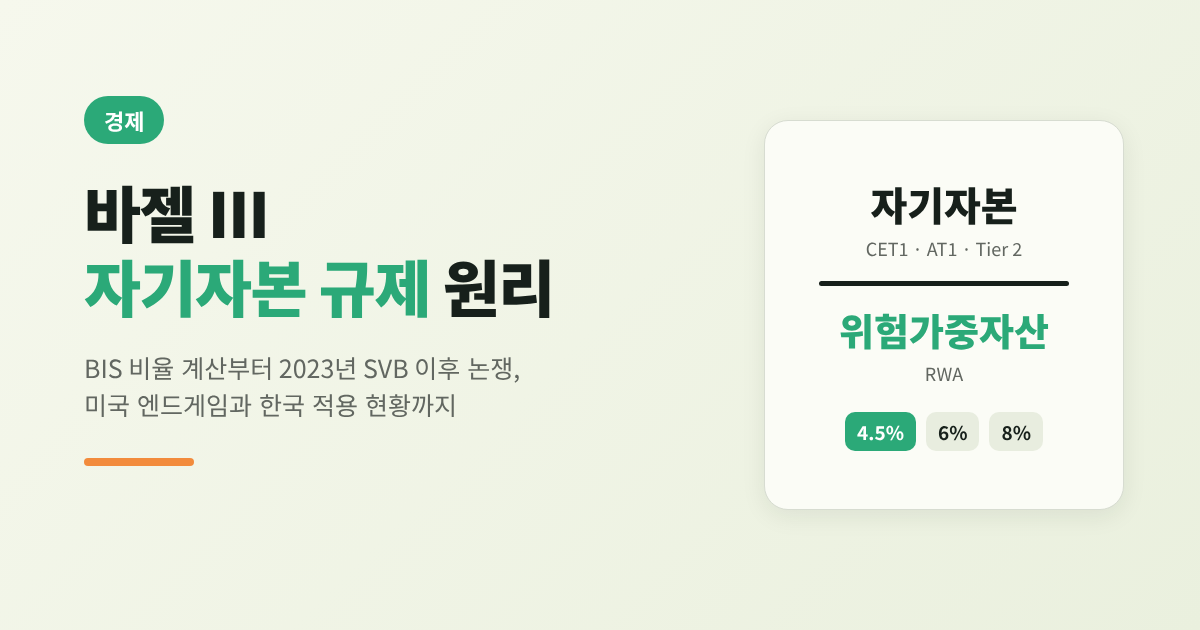 경제
바젤 III
자기자본 규제 원리
BIS 비율 계산부터 2023년 SVB 이후 논쟁,
미국 엔드게임과 한국 적용 현황까지
자기자본
CET1 · AT1 · Tier 2
위험가중자산
RWA
4.5% 6% 8%